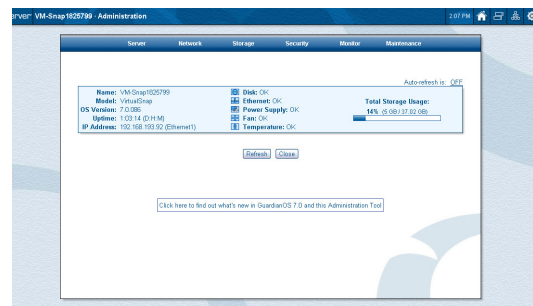 erver VM-Snap1825799 - Administration
2:07 PM
Server Network Storage Security Monitor Maintenance
Auto-refresh is: OFF
Name: VM-Snap1825799
Model: VirtualSnap
OS Version: 7.0.086
Uptime: 1:03:14 (D:H:M)
IP Address: 192.168.193.92 (Ethernet1)
Disk: OK
Ethernet: OK
Power Supply: OK
Fan: OK
Temperature: OK
Total Storage Usage:
14% (5 GB / 37.02 GB)
Refresh Close
Click here to find out what's new in GuardianOS 7.0 and this Administration Tool